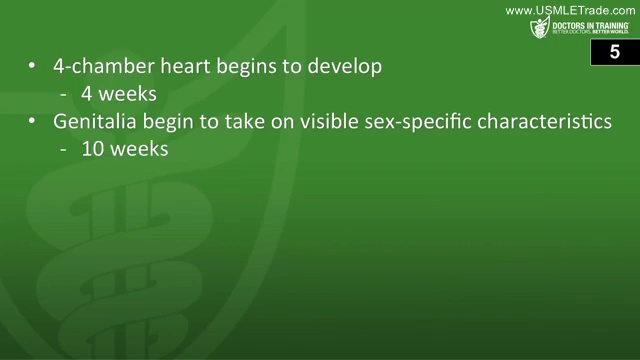 www.USMLETrade.com
DOCTORS IN TRAINING
BETTER DOCTORS. BETTER WORLD.
5
• 4-chamber heart begins to develop
- 4 weeks
• Genitalia begin to take on visible sex-specific characteristics
- 10 weeks